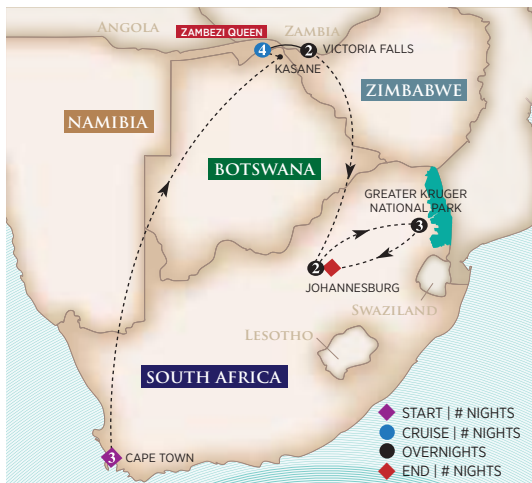 ANGOLA
ZAMBEZI QUEEN
ZAMBIA
4
2
VICTORIA FALLS
KASANE
ZIMBABWE
NAMIBIA
BOTSWANA
GREATER KRUGER
NATIONAL PARK
3
2
JOHANNESBURG
SWAZILAND
LESOTHO
SOUTH AFRICA
3
CAPE TOWN
START | # NIGHTS
CRUISE | # NIGHTS
OVERNIGHTS
END | # NIGHTS